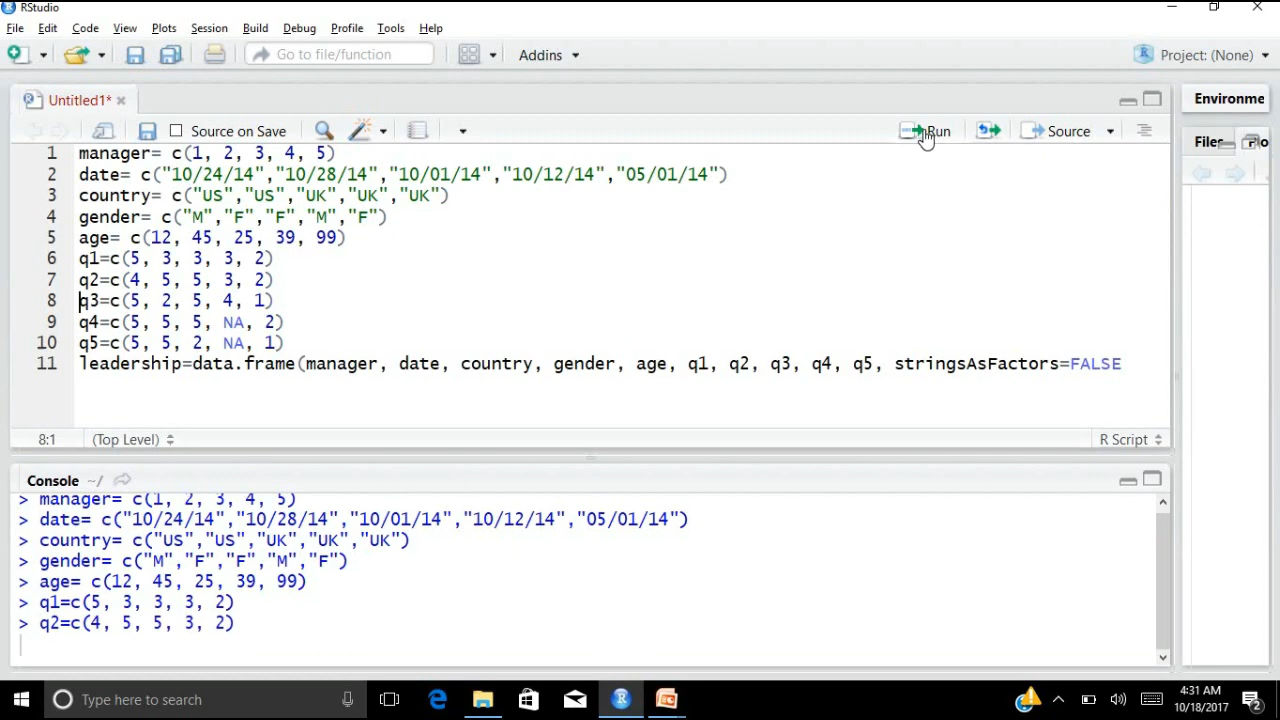 RStudio
File Edit Code View Plots Session Build Debug Profile Tools Help
Go to file/function Addins Project: (None)
Untitled1* Environme
Source on Save Run Source
Files
1 manager= c(1, 2, 3, 4, 5)
2 date= c("10/24/14","10/28/14","10/01/14","10/12/14","05/01/14")
3 country= c("US","US","UK","UK","UK")
4 gender= c("M","F","F","M","F")
5 age= c(12, 45, 25, 39, 99)
6 q1=c(5, 3, 3, 3, 2)
7 q2=c(4, 5, 5, 3, 2)
8 q3=c(5, 2, 5, 4, 1)
9 q4=c(5, 5, 5, NA, 2)
10 q5=c(5, 5, 2, NA, 1)
11 leadership=data.frame(manager, date, country, gender, age, q1, q2, q3, q4, q5, stringsAsFactors=FALSE
8:1 (Top Level) R Script
Console ~/
> manager= c(1, 2, 3, 4, 5)
> date= c("10/24/14","10/28/14","10/01/14","10/12/14","05/01/14")
> country= c("US","US","UK","UK","UK")
> gender= c("M","F","F","M","F")
> age= c(12, 45, 25, 39, 99)
> q1=c(5, 3, 3, 3, 2)
> q2=c(4, 5, 5, 3, 2)
Type here to search 4:31 AM
10/18/2017 2